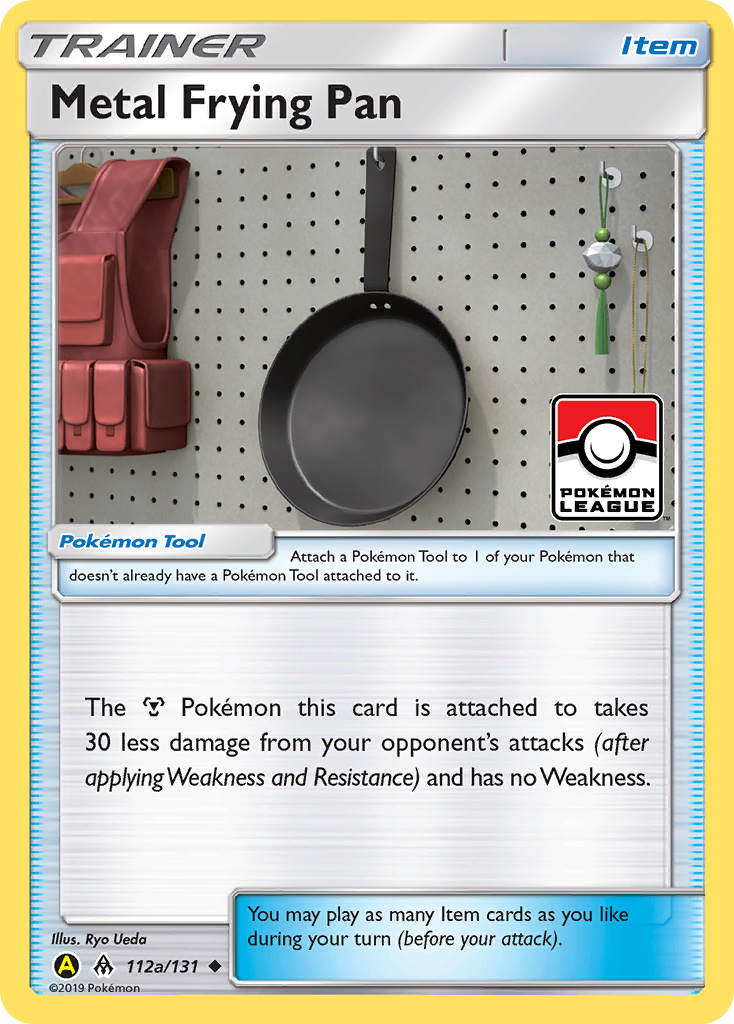 TRAINER
Item
Metal Frying Pan
POKÉMON
LEAGUE
TM
Pokémon Tool
Attach a Pokémon Tool to 1 of your Pokémon that
doesn't already have a Pokémon Tool attached to it.
The Pokémon this card is attached to takes
30 less damage from your opponent's attacks (after
applying Weakness and Resistance) and has no Weakness.
You may play as many Item cards as you like
during your turn (before your attack).
Illus. Ryo Ueda
A 112a/131
©2019 Pokémon